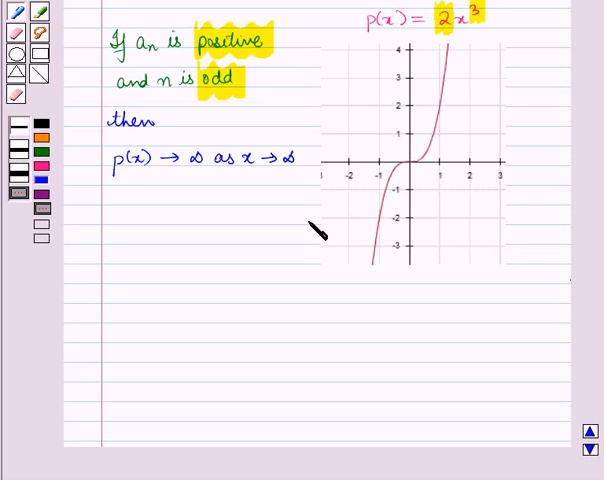 p(x) = 2x³
If aₙ is positive
and n is odd
then
p(x) → ∞ as x → ∞
4
3
2
1
3 -2 -1 1 2 3
-1
-2
-3